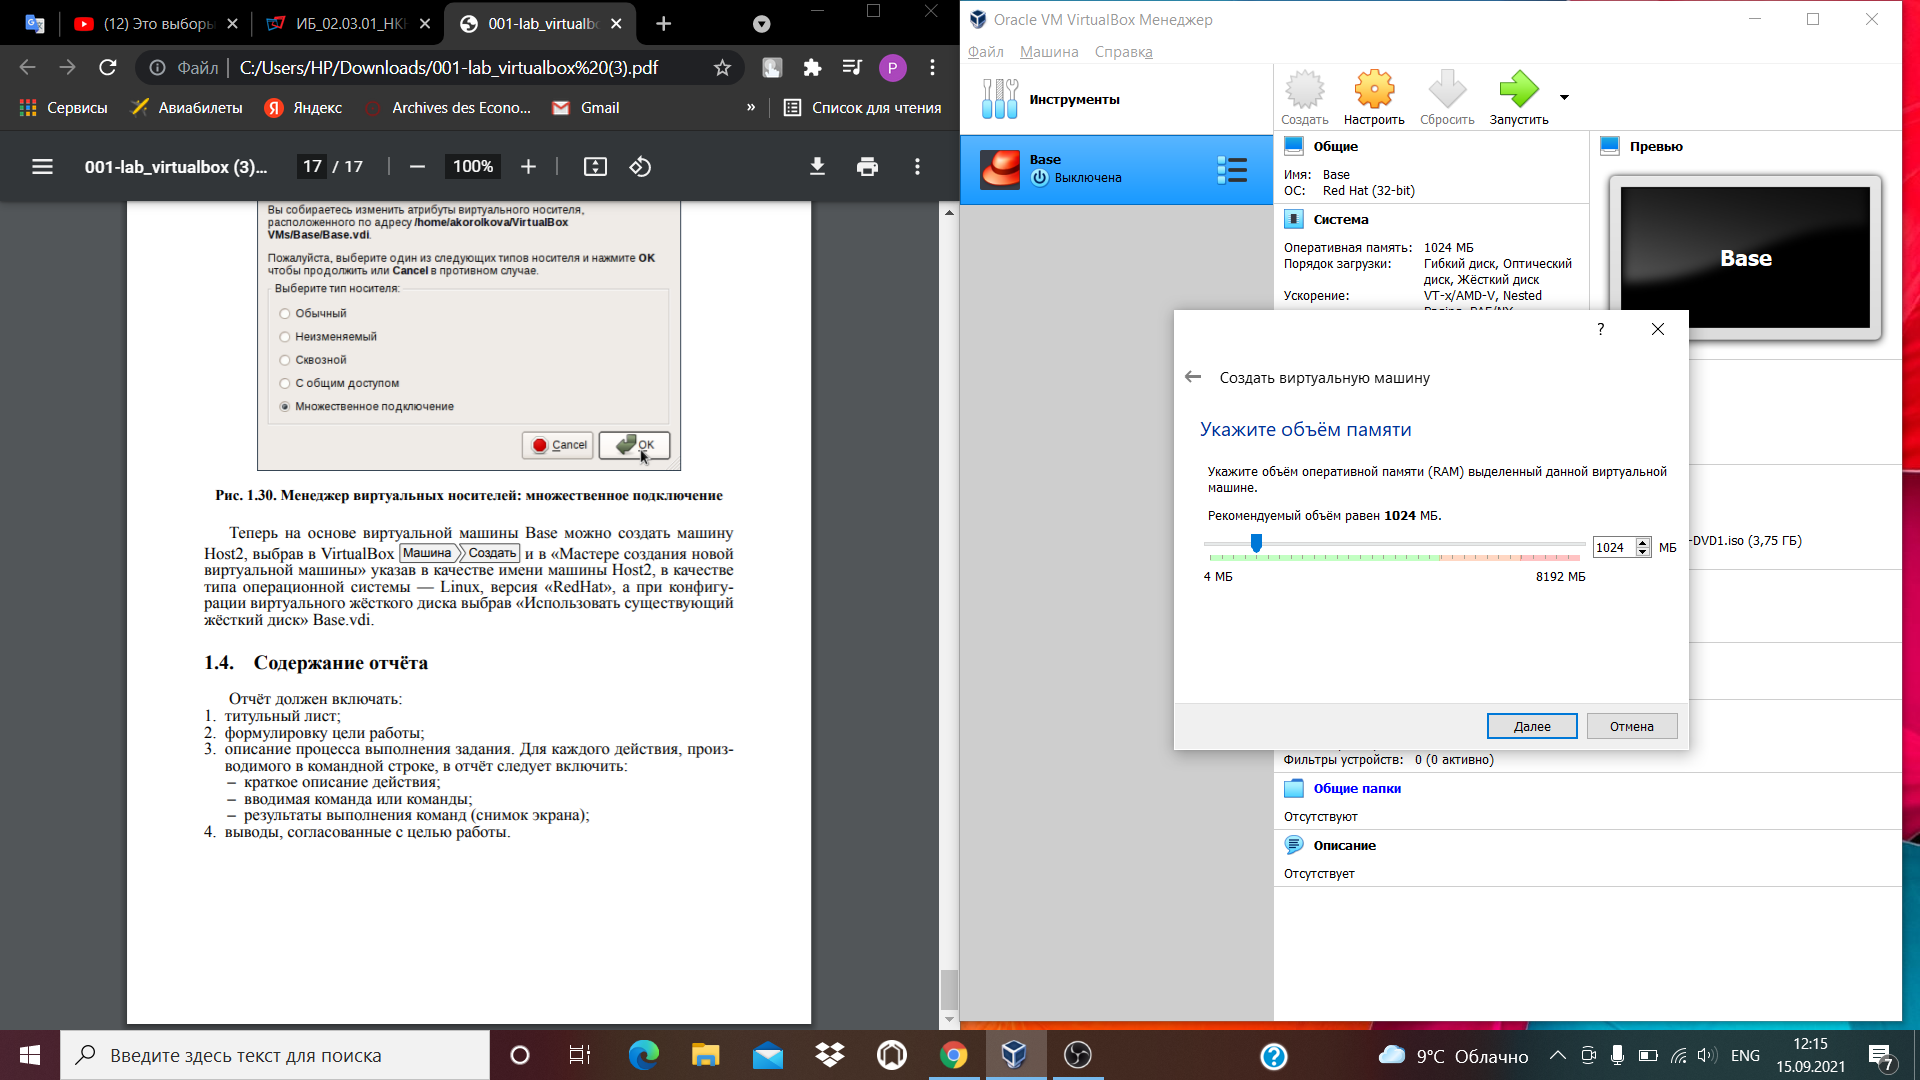 (12) Это выборы
ИБ_02.03.01_НК
001-lab_virtualbo
Файл
C:/Users/HP/Downloads/001-lab_virtualbox%20(3).pdf
P
Сервисы
Авиабилеты
Яндекс
Archives des Econo...
Gmail
»
Список для чтения
001-lab_virtualbox (3)...
17 / 17
100%
Вы собираетесь изменить атрибуты виртуального носителя,
расположенного по адресу /home/akorolkova/VirtualBox
VMs/Base/Base.vdi.
Пожалуйста, выберите один из следующих типов носителя и нажмите OK
чтобы продолжить или Cancel в противном случае.
Выберите тип носителя:
Обычный
Неизменяемый
Сквозной
С общим доступом
Множественное подключение
Cancel
OK
Рис. 1.30. Менеджер виртуальных носителей: множественное подключение
Теперь на основе виртуальной машины Base можно создать машину
Host2, выбрав в VirtualBox Машина Создать и в «Мастере создания новой
виртуальной машины» указав в качестве имени машины Host2, в качестве
типа операционной системы — Linux, версия «RedHat», а при конфигу-
рации виртуального жёсткого диска выбрав «Использовать существующий
жёсткий диск» Base.vdi.
1.4. Содержание отчёта
Отчёт должен включать:
1. титульный лист;
2. формулировку цели работы;
3. описание процесса выполнения задания. Для каждого действия, произ-
водимого в командной строке, в отчёт следует включить:
– краткое описание действия;
– вводимая команда или команды;
– результаты выполнения команд (снимок экрана);
4. выводы, согласованные с целью работы.
Oracle VM VirtualBox Менеджер
Файл Машина Справка
Инструменты
Создать
Настроить
Сбросить
Запустить
Base
Выключена
Общие
Имя: Base
ОС: Red Hat (32-bit)
Система
Оперативная память: 1024 МБ
Порядок загрузки: Гибкий диск, Оптический
диск, Жёсткий диск
Ускорение: VT-x/AMD-V, Nested
Превью
Base
?
Создать виртуальную машину
Укажите объём памяти
Укажите объём оперативной памяти (RAM) выделенный данной виртуальной
машине.
Рекомендуемый объём равен 1024 МБ.
1024
МБ
4 МБ
8192 МБ
Далее
Отмена
-DVD1.iso (3,75 ГБ)
Фильтры устройств: 0 (0 активно)
Общие папки
Отсутствуют
Описание
Отсутствует
Введите здесь текст для поиска
9°C Облачно
ENG
12:15
15.09.2021
7